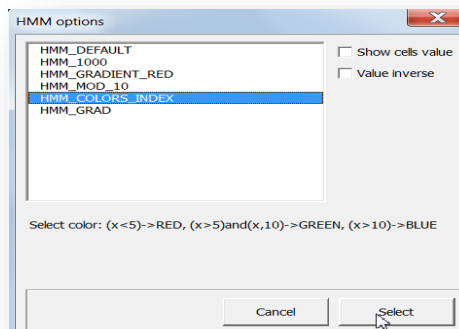 HMM options
HMM_DEFAULT
HMM_1000
HMM_GRADIENT_RED
HMM_MOD_10
HMM_COLORS_INDEX
HMM_GRAD
Show cells value
Value inverse
Select color: (x<5)->RED, (x>5)and(x,10)->GREEN, (x>10)->BLUE
Cancel
Select